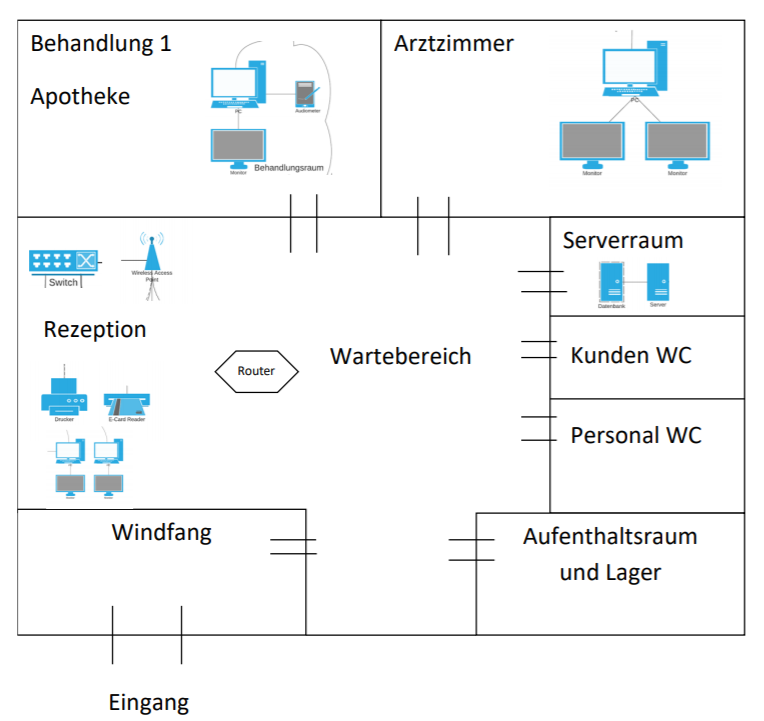 Behandlung 1
Apotheke
PC
Audiometer
Monitor
Behandlungsraum
Arztzimmer
PC
Monitor
Monitor
Switch
Wireless Access
Point
Rezeption
Drucker
E-Card Reader
Router
Wartebereich
Serverraum
Datenbank
Server
Kunden WC
Personal WC
Windfang
Aufenthaltsraum
und Lager
Eingang